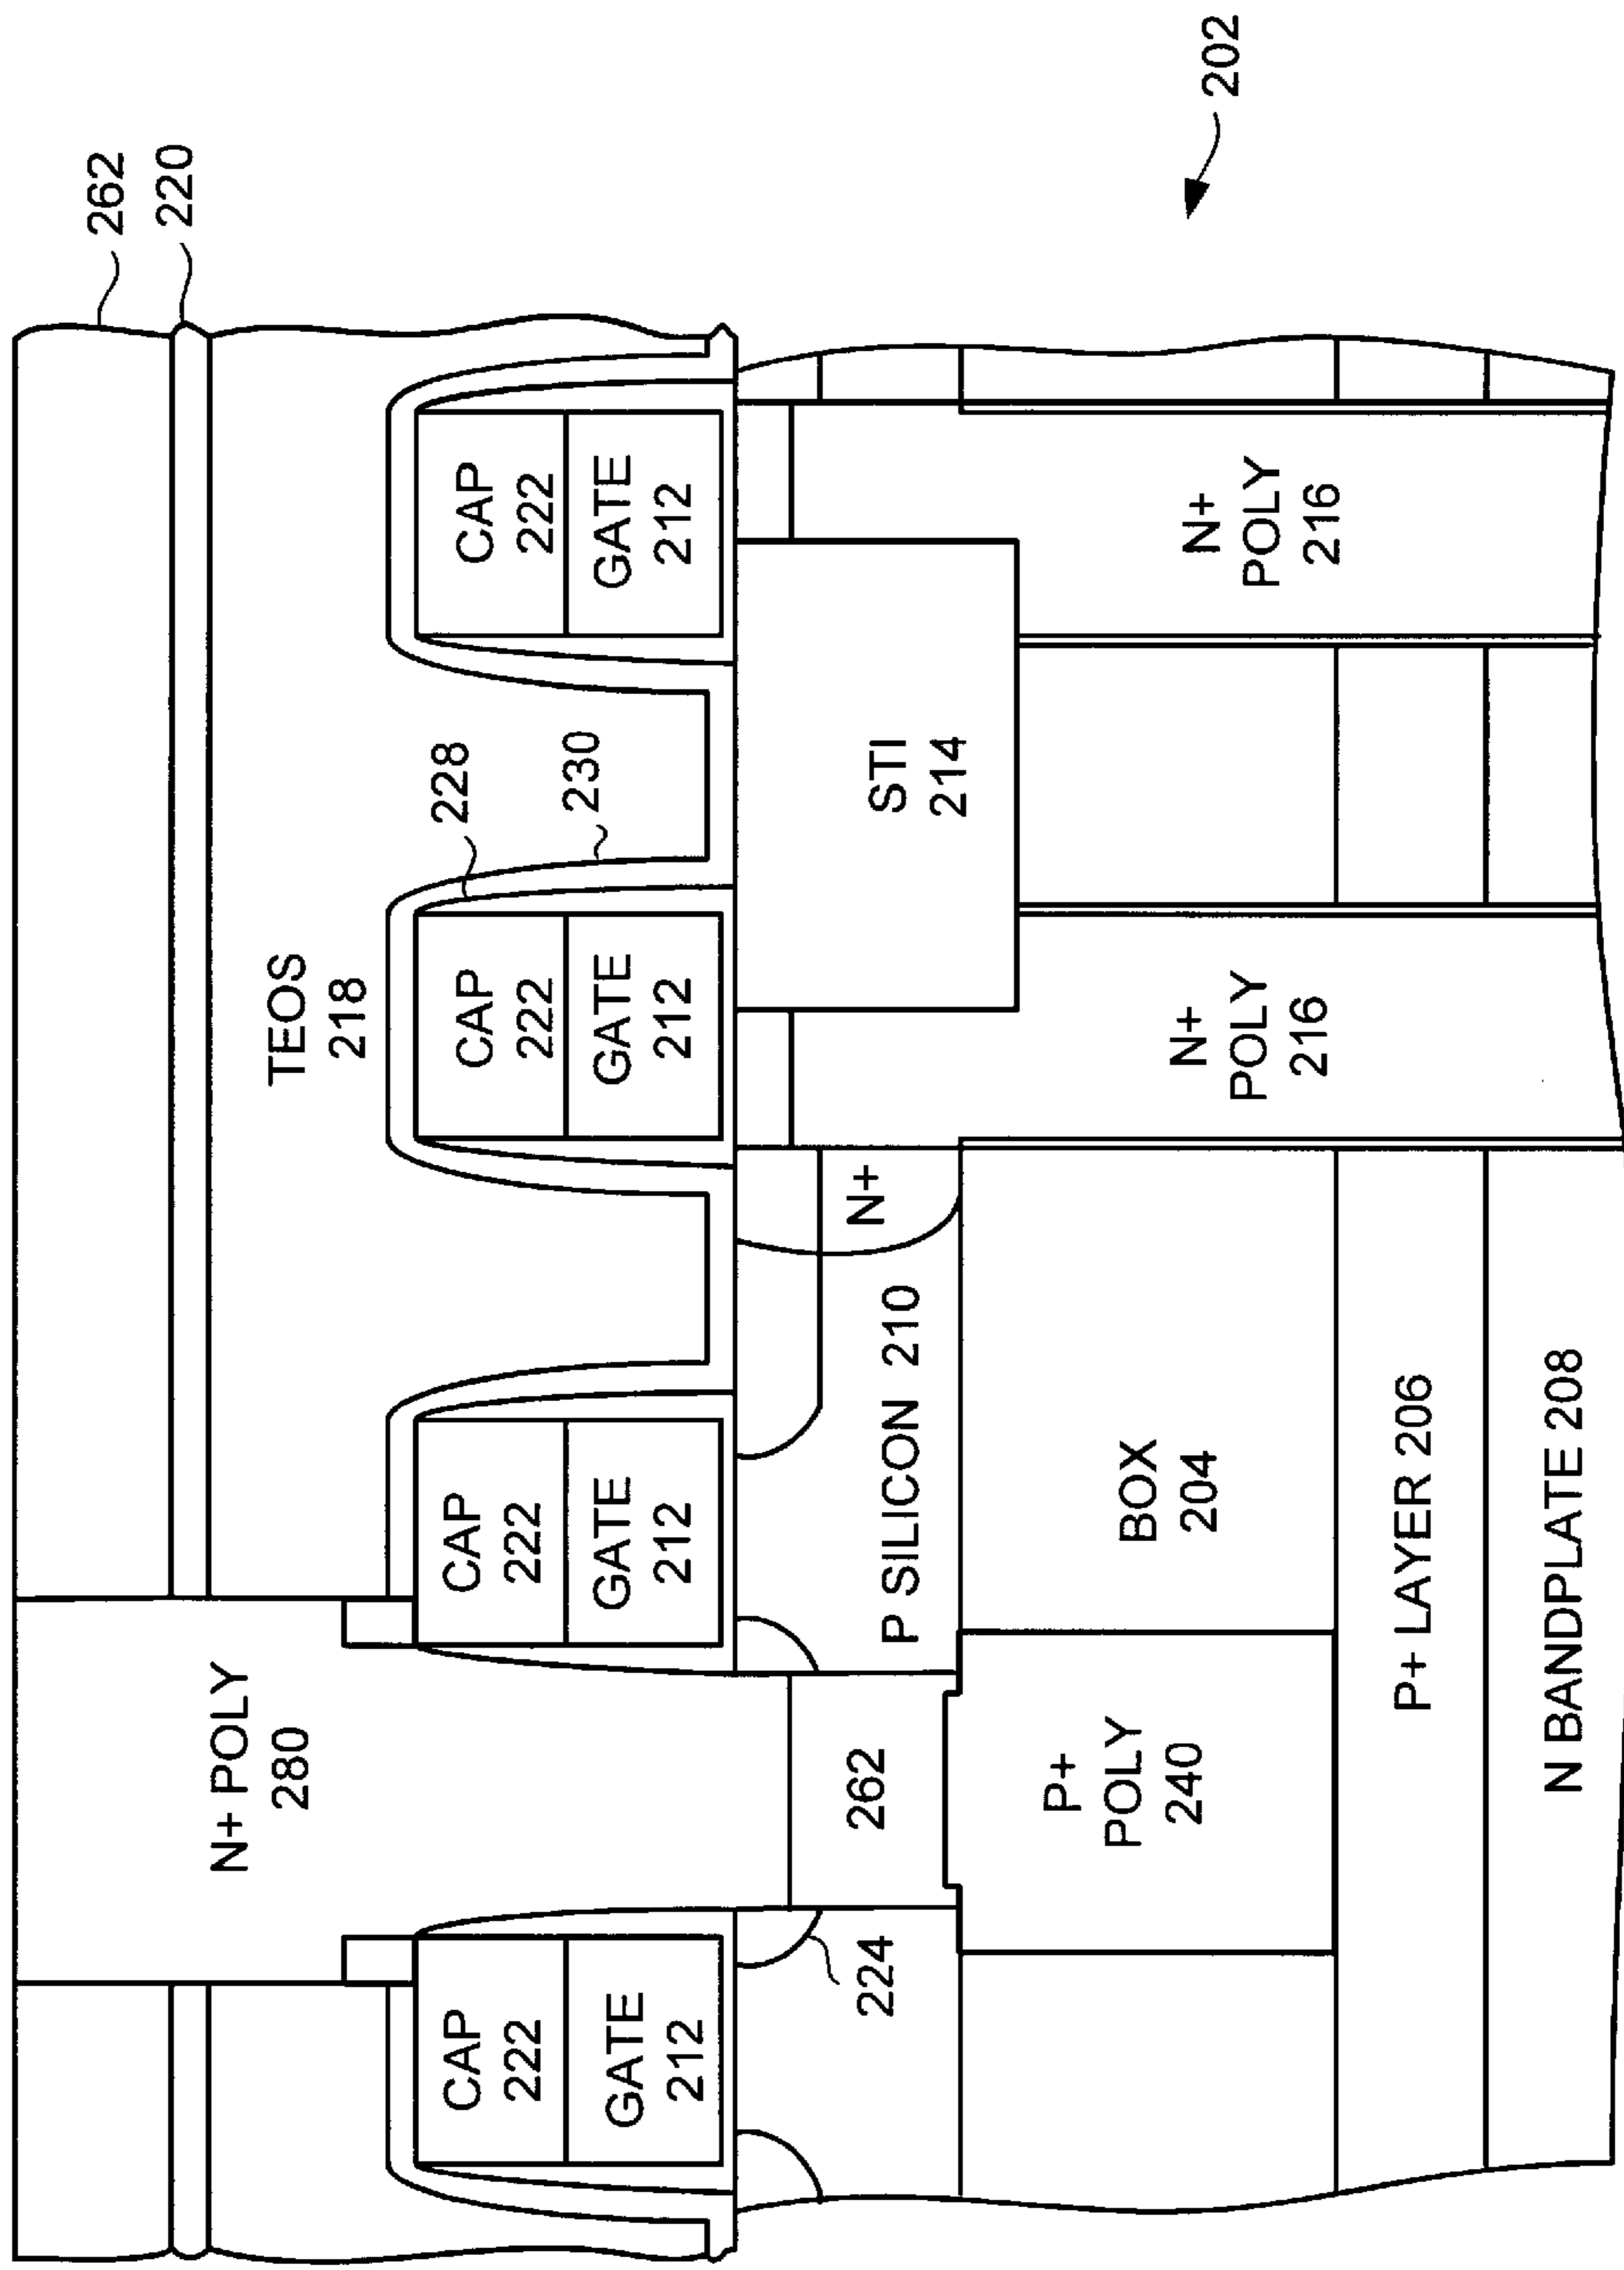 262
220
202
N+ POLY
280
TEOS
218
228
230
CAP
222
GATE
212
CAP
222
GATE
212
CAP
222
GATE
212
CAP
222
GATE
212
224
262
P SILICON 210
N+
STI
214
P+
POLY
240
BOX
204
N+
POLY
216
N+
POLY
216
P+ LAYER 206
N BANDPLATE 208